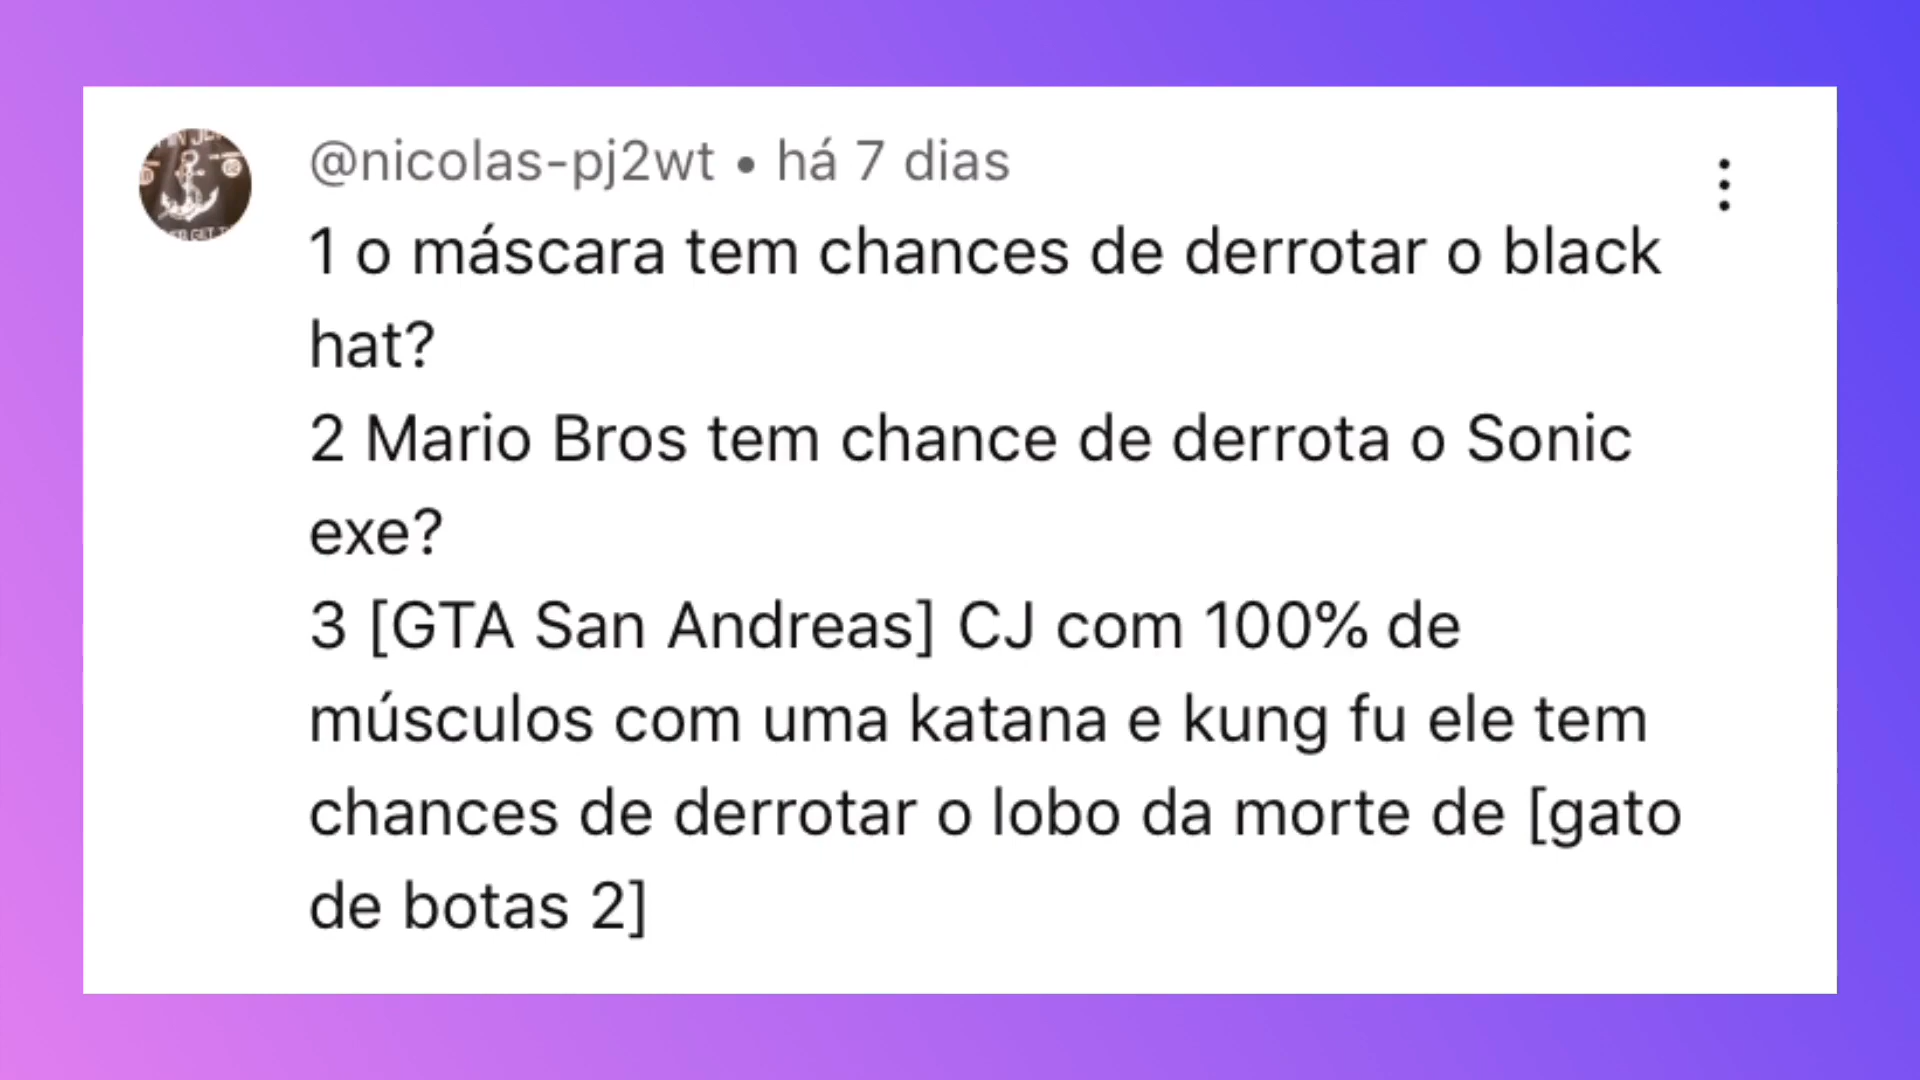 @nicolas-pj2wt • há 7 dias
1 o máscara tem chances de derrotar o black
hat?
2 Mario Bros tem chance de derrota o Sonic
exe?
3 [GTA San Andreas] CJ com 100% de
músculos com uma katana e kung fu ele tem
chances de derrotar o lobo da morte de [gato
de botas 2]